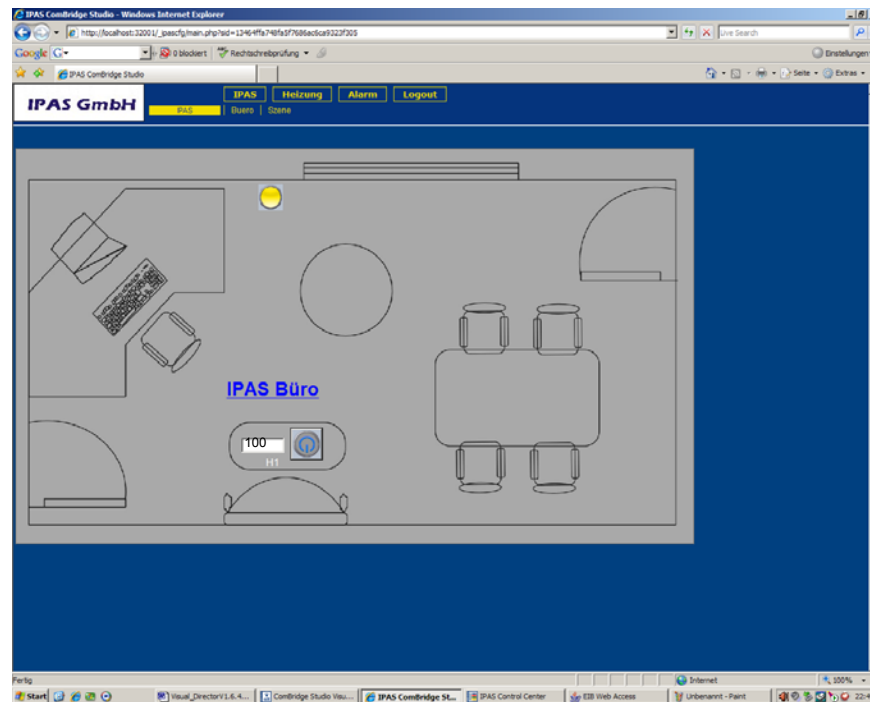 IPAS ComBridge Studio - Windows Internet Explorer
http://localhost:32001/_ipascfg/main.php?sid=13464ffa748fa5f7686ac6ca9323f305
Live Search
Google G 0 blockiert Rechtschreibprüfung Einstellungen
IPAS ComBridge Studio Seite Extras
IPAS GmbH
IPAS Heizung Alarm Logout
IPAS | Buero | Szene
IPAS Büro
100
H1
Fertig Internet 100%
Start Visual_DirectorV1.6.4... ComBridge Studio Visu... IPAS ComBridge St... IPAS Control Center EIB Web Access Unbenannt - Paint 22:4